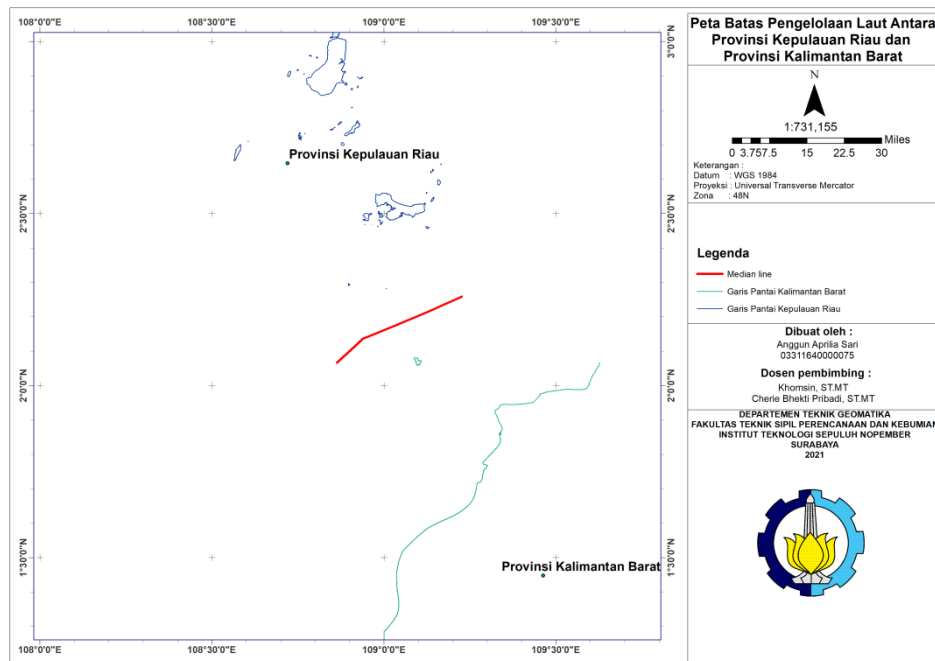 108°0'0"E
108°30'0"E
109°0'0"E
109°30'0"E
3°0'0"N
3°0'0"N
Provinsi Kepulauan Riau
2°30'0"N
2°30'0"N
2°0'0"N
2°0'0"N
1°30'0"N
1°30'0"N
Provinsi Kalimantan Barat
108°0'0"E
108°30'0"E
109°0'0"E
109°30'0"E
Peta Batas Pengelolaan Laut Antara
Provinsi Kepulauan Riau dan
Provinsi Kalimantan Barat
N
1:731,155
Miles
0 3.757.5 15 22.5 30
Keterangan :
Datum : WGS 1984
Proyeksi : Universal Transverse Mercator
Zona : 48N
Legenda
Median line
Garis Pantai Kalimantan Barat
Garis Pantai Kepulauan Riau
Dibuat oleh :
Anggun Aprilia Sari
03311640000075
Dosen pembimbing :
Khomsin, ST.MT
Cherie Bhekti Pribadi, ST.MT
DEPARTEMEN TEKNIK GEOMATIKA
FAKULTAS TEKNIK SIPIL PERENCANAAN DAN KEBUMIAN
INSTITUT TEKNOLOGI SEPULUH NOPEMBER
SURABAYA
2021